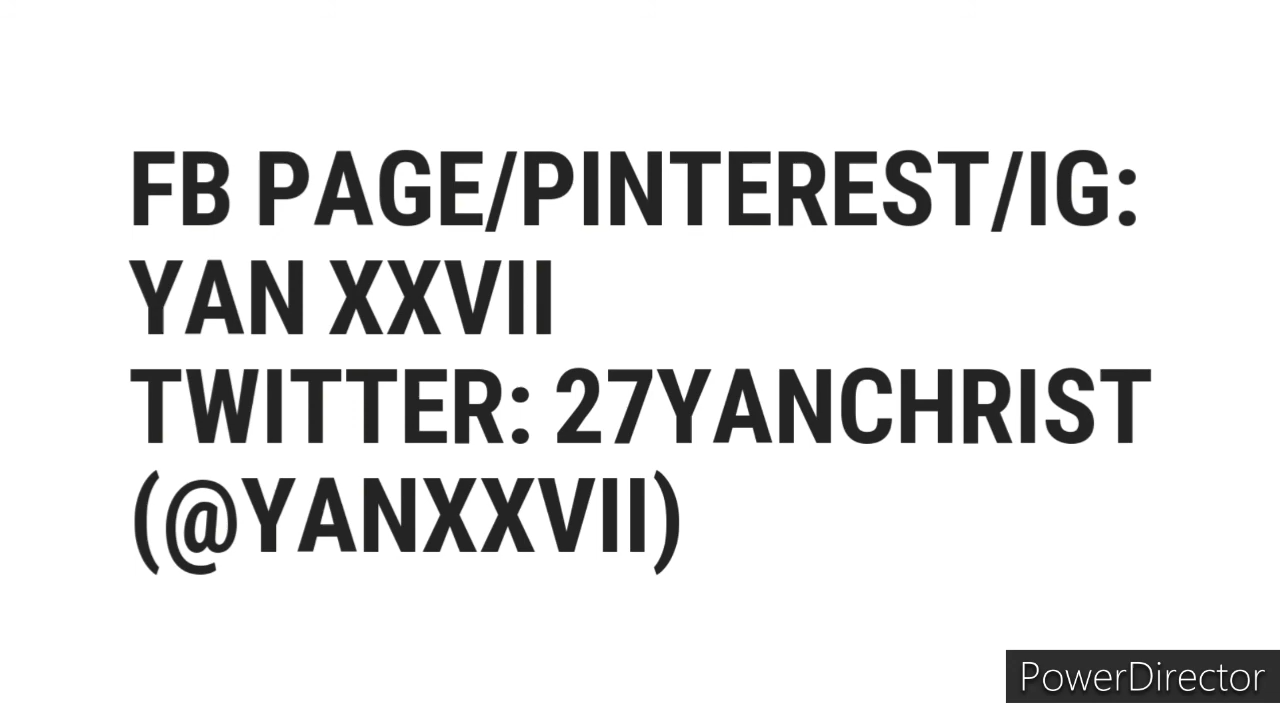 FB PAGE/PINTEREST/IG:
YAN XXVII
TWITTER: 27YANCHRIST
(@YANXXVII)
PowerDirector